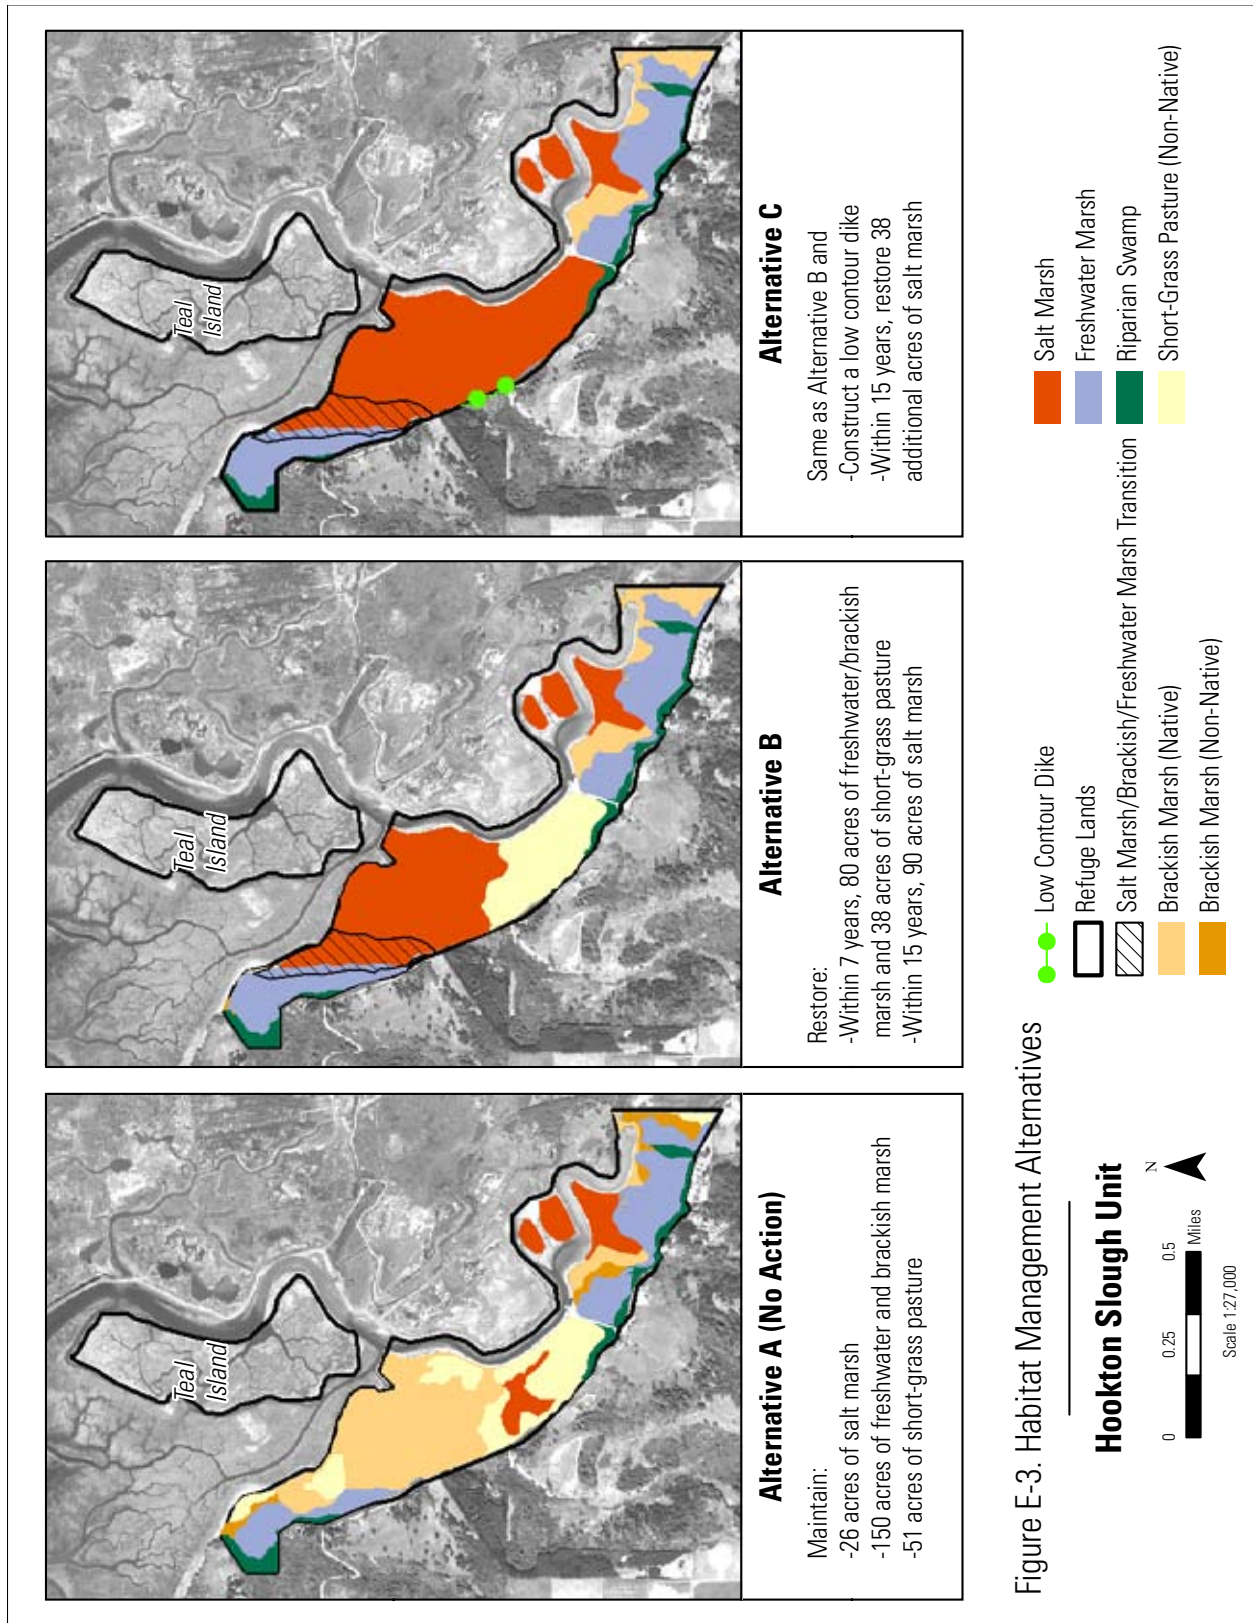 Teal
Island
Alternative A (No Action)
Maintain:
-26 acres of salt marsh
-150 acres of freshwater and brackish marsh
-51 acres of short-grass pasture
Teal
Island
Alternative B
Restore:
-Within 7 years, 80 acres of freshwater/brackish
marsh and 38 acres of short-grass pasture
-Within 15 years, 90 acres of salt marsh
Teal
Island
Alternative C
Same as Alternative B and
-Construct a low contour dike
-Within 15 years, restore 38
additional acres of salt marsh
Figure E-3. Habitat Management Alternatives
Hookton Slough Unit
0 0.25 0.5
Miles
N
Scale 1:27,000
Low Contour Dike
Refuge Lands
Salt Marsh/Brackish/Freshwater Marsh Transition
Brackish Marsh (Native)
Brackish Marsh (Non-Native)
Salt Marsh
Freshwater Marsh
Riparian Swamp
Short-Grass Pasture (Non-Native)